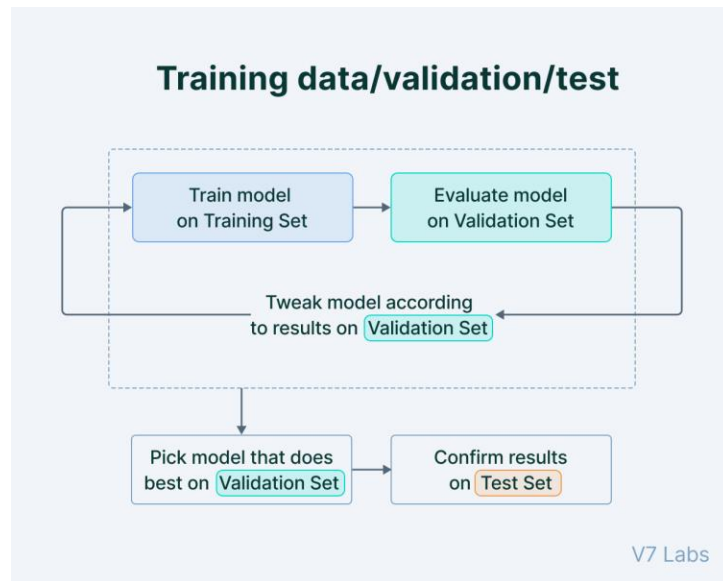 Training data/validation/test
Train model
on Training Set
Evaluate model
on Validation Set
Tweak model according
to results on Validation Set
Pick model that does
best on Validation Set
Confirm results
on Test Set
V7 Labs